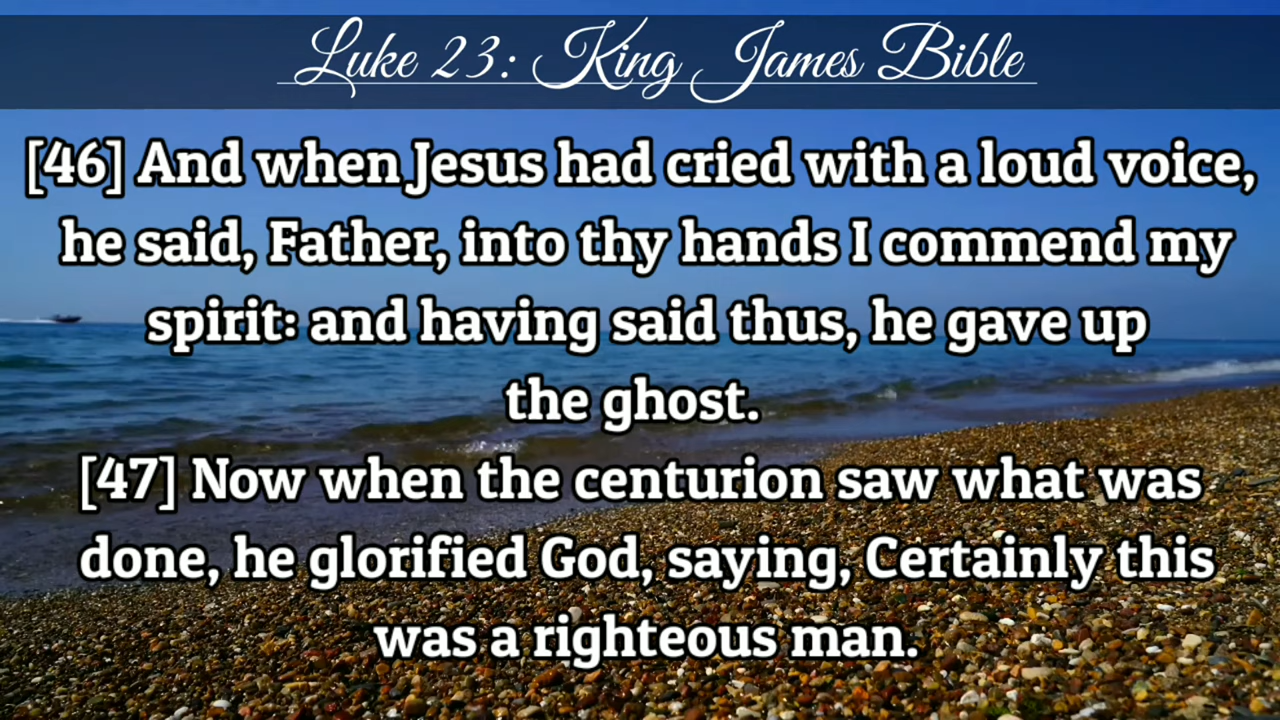 Luke 23: King James Bible
[46] And when Jesus had cried with a loud voice,
he said, Father, into thy hands I commend my
spirit: and having said thus, he gave up
the ghost.
[47] Now when the centurion saw what was
done, he glorified God, saying, Certainly this
was a righteous man.